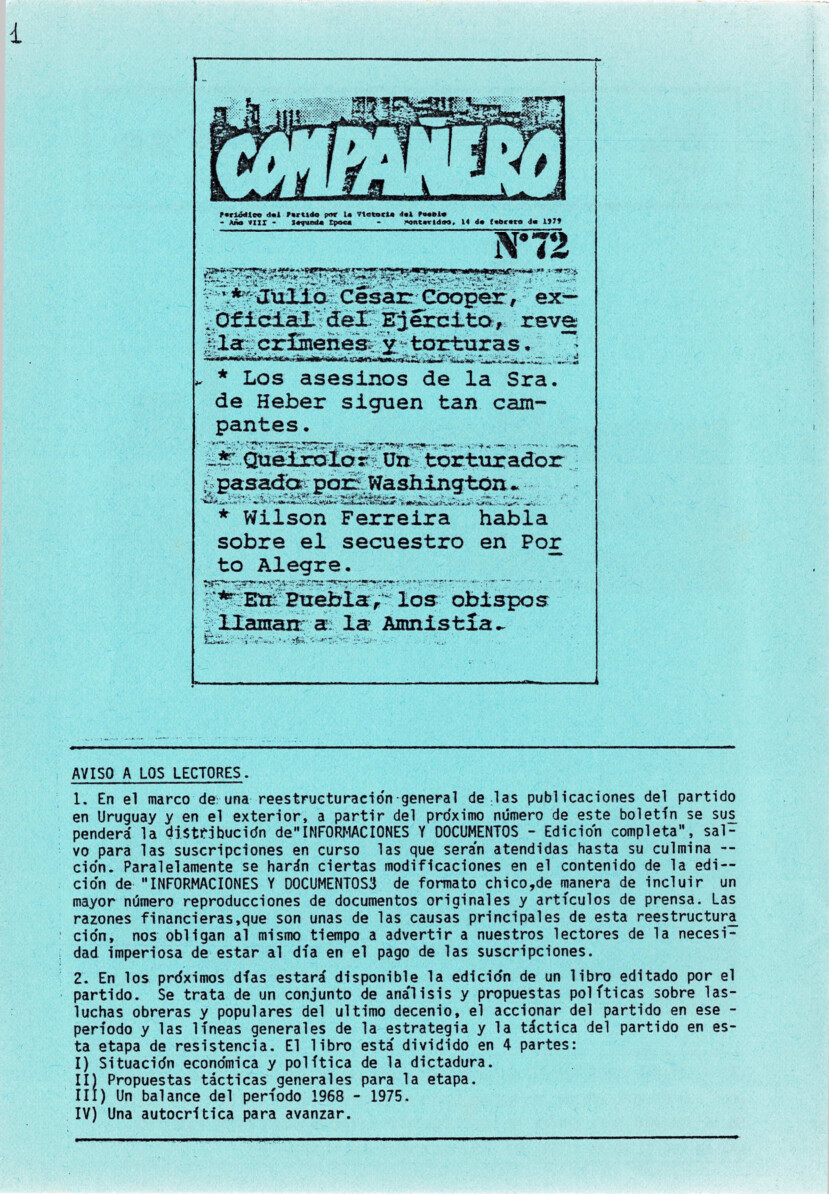 1
COMPAÑERO
Periódico del Partido por la Victoria del Pueblo
- Año VIII - Segunda Epoca - Montevideo, 14 de febrero de 1979
N°72
* Julio César Cooper, ex-
Oficial del Ejército, reve
la crímenes y torturas.
* Los asesinos de la Sra.
de Heber siguen tan cam-
pantes.
* Queirolo: Un torturador
pasado por Washington.
* Wilson Ferreira habla
sobre el secuestro en Por
to Alegre.
* En Puebla, los obispos
llaman a la Amnistía.
AVISO A LOS LECTORES.
1. En el marco de una reestructuración general de las publicaciones del partido
en Uruguay y en el exterior, a partir del próximo número de este boletín se sus
penderá la distribución de"INFORMACIONES Y DOCUMENTOS - Edición completa", sal-
vo para las suscripciones en curso las que serán atendidas hasta su culmina --
ción. Paralelamente se harán ciertas modificaciones en el contenido de la edi--
ción de "INFORMACIONES Y DOCUMENTOS3 de formato chico,de manera de incluir un
mayor número reproducciones de documentos originales y artículos de prensa. Las
razones financieras,que son unas de las causas principales de esta reestructura
ción, nos obligan al mismo tiempo a advertir a nuestros lectores de la necesi-
dad imperiosa de estar al día en el pago de las suscripciones.
2. En los próximos días estará disponible la edición de un libro editado por el
partido. Se trata de un conjunto de análisis y propuestas políticas sobre las-
luchas obreras y populares del ultimo decenio, el accionar del partido en ese -
período y las líneas generales de la estrategia y la táctica del partido en es-
ta etapa de resistencia. El libro está dividido en 4 partes:
I) Situación económica y política de la dictadura.
II) Propuestas tácticas generales para la etapa.
III) Un balance del período 1968 - 1975.
IV) Una autocrítica para avanzar.